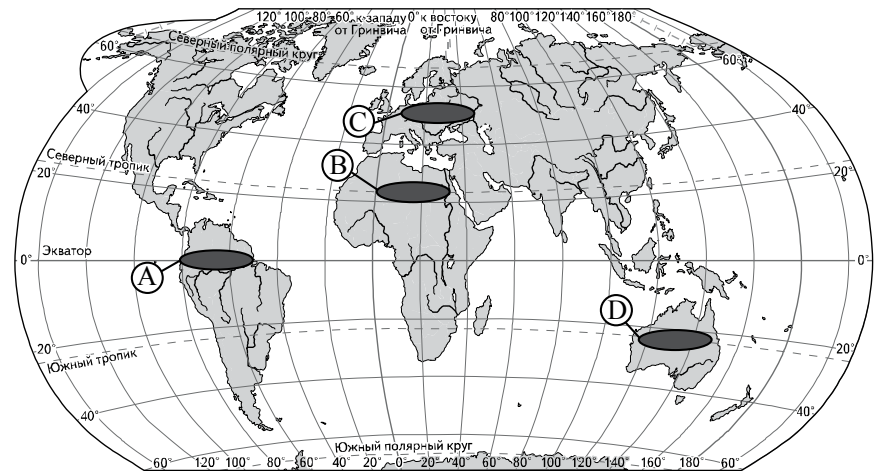 120° 100° 80° 60° к западу 0° к востоку 80° 100° 120° 140° 160° 180°
от Гринвича от Гринвича
60° Северный полярный круг 60°
40° 40°
C
Северный тропик
B
20° 20°
Экватор
0° 0°
A
D
20° 20°
Южный тропик
40° 40°
Южный полярный круг
60° 120° 100° 80° 60° 40° 20° 0° 20° 40° 60° 80° 100° 120° 140° 160° 180° 60°